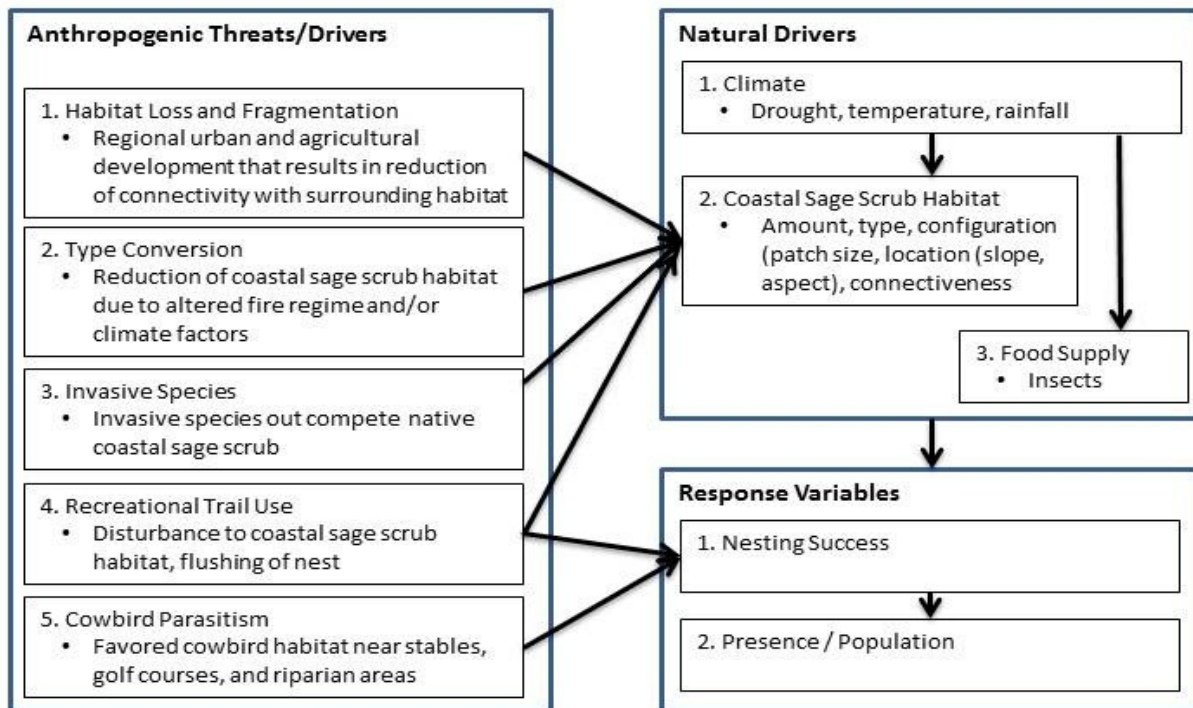 Anthropogenic Threats/Drivers
1. Habitat Loss and Fragmentation
• Regional urban and agricultural
development that results in reduction
of connectivity with surrounding habitat
2. Type Conversion
• Reduction of coastal sage scrub habitat
due to altered fire regime and/or
climate factors
3. Invasive Species
• Invasive species out compete native
coastal sage scrub
4. Recreational Trail Use
• Disturbance to coastal sage scrub
habitat, flushing of nest
5. Cowbird Parasitism
• Favored cowbird habitat near stables,
golf courses, and riparian areas
Natural Drivers
1. Climate
• Drought, temperature, rainfall
2. Coastal Sage Scrub Habitat
• Amount, type, configuration
(patch size, location (slope,
aspect), connectiveness
3. Food Supply
• Insects
Response Variables
1. Nesting Success
2. Presence / Population